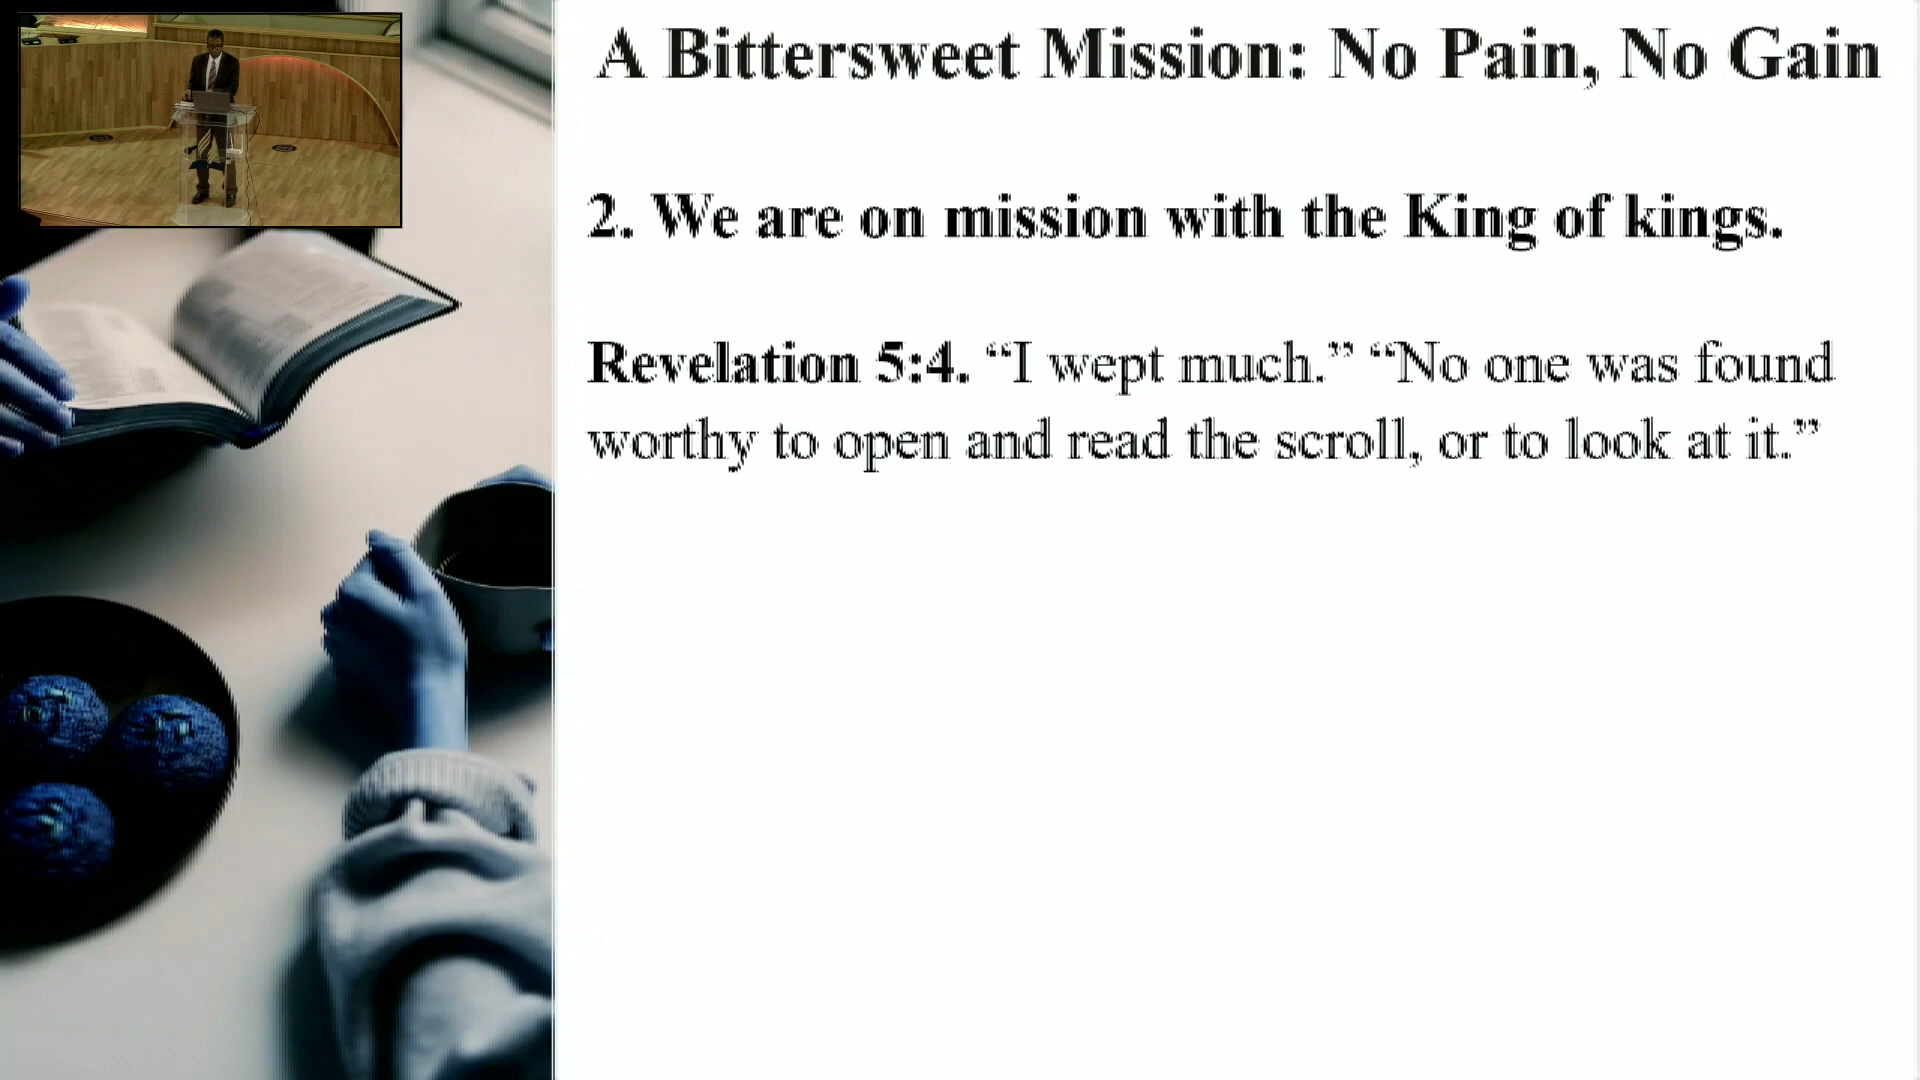 A Bittersweet Mission: No Pain, No Gain
2. We are on mission with the King of kings.
Revelation 5:4. “I wept much.” “No one was found
worthy to open and read the scroll, or to look at it.”